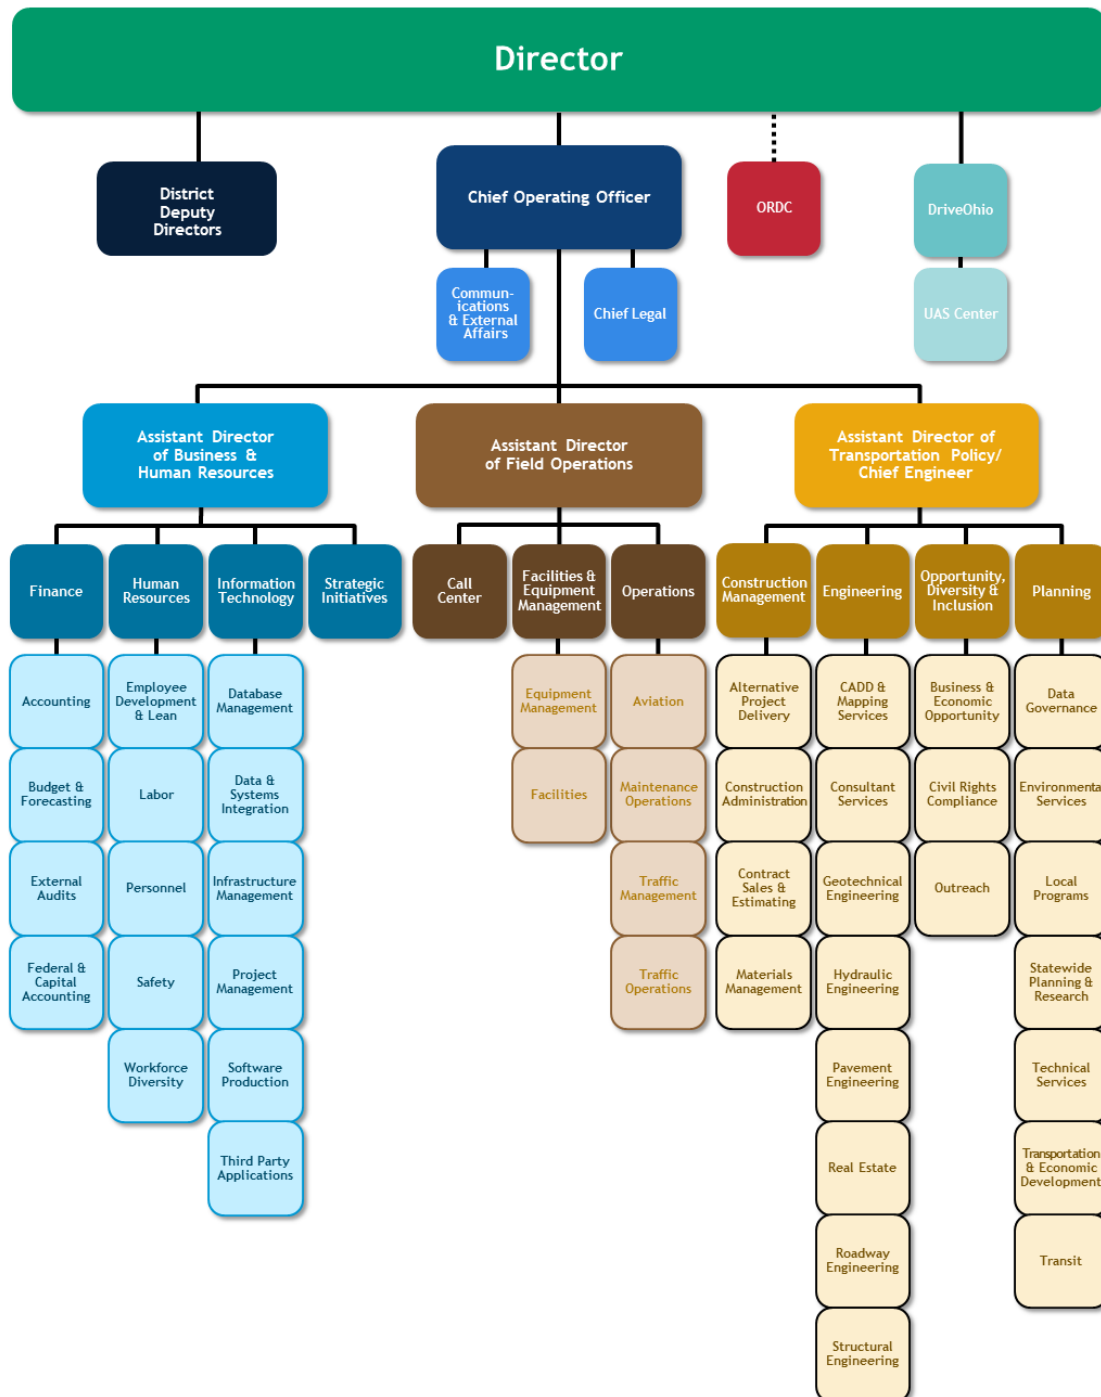 Director
District
Deputy
Directors
Chief Operating Officer
ORDC
DriveOhio
Commun-
ications
& External
Affairs
Chief Legal
UAS Center
Assistant Director
of Business &
Human Resources
Assistant Director
of Field Operations
Assistant Director of
Transportation Policy/
Chief Engineer
Finance
Human
Resources
Information
Technology
Strategic
Initiatives
Call
Center
Facilities &
Equipment
Management
Operations
Construction
Management
Engineering
Opportunity,
Diversity &
Inclusion
Planning
Accounting
Employee
Development
& Lean
Database
Management
Equipment
Management
Aviation
Alternative
Project
Delivery
CADD &
Mapping
Services
Business &
Economic
Opportunity
Data
Governance
Budget &
Forecasting
Labor
Data &
Systems
Integration
Facilities
Maintenance
Operations
Construction
Administration
Consultant
Services
Civil Rights
Compliance
Environmental
Services
External
Audits
Personnel
Infrastructure
Management
Traffic
Management
Contract
Sales &
Estimating
Geotechnical
Engineering
Outreach
Local
Programs
Federal &
Capital
Accounting
Safety
Project
Management
Traffic
Operations
Materials
Management
Hydraulic
Engineering
Statewide
Planning &
Research
Workforce
Diversity
Software
Production
Pavement
Engineering
Technical
Services
Third Party
Applications
Real Estate
Transportation
& Economic
Development
Roadway
Engineering
Transit
Structural
Engineering